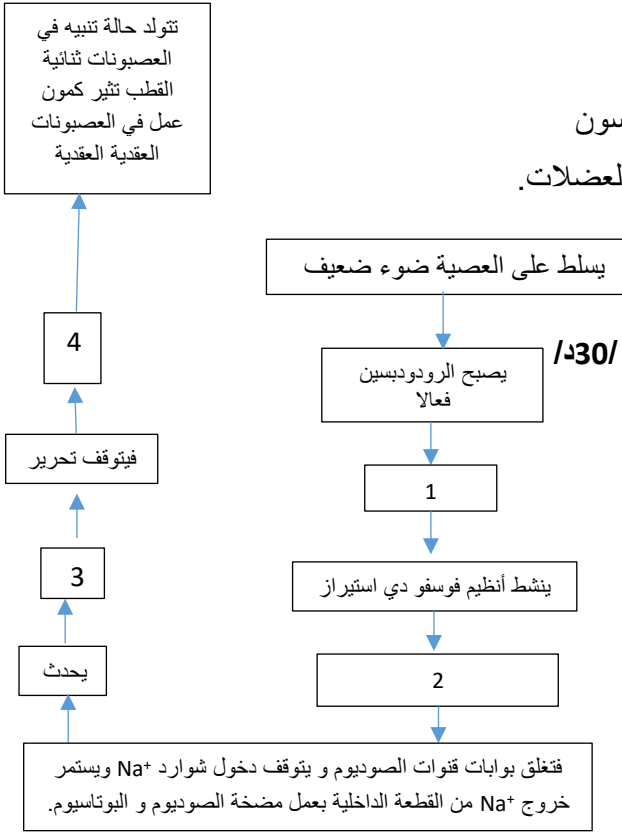 سون
لعضلات.
/30د/
يسلط على العصية ضوء ضعيف
يصبح الرودودبسين
فعالا
1
ينشط أنظيم فوسفو دي استيراز
2
فتغلق بوابات قنوات الصوديوم و يتوقف دخول شوارد Na⁺ ويستمر
خروج Na⁺ من القطعة الداخلية بعمل مضخة الصوديوم و البوتاسيوم.
يحدث
3
فيتوقف تحرير
4
تتولد حالة تنبيه في
العصبونات ثنائية
القطب تثير كمون
عمل في العصبونات
العقدية العقدية